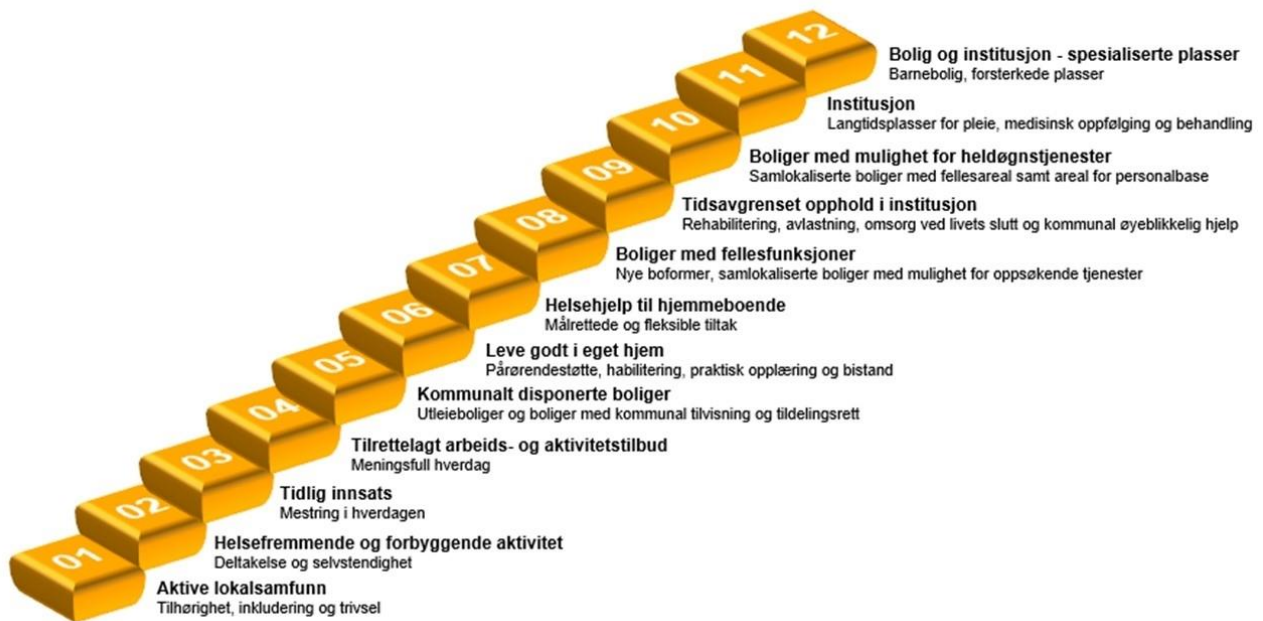 12
Bolig og institusjon - spesialiserte plasser
Barnebolig, forsterkede plasser
11
Institusjon
Langtidsplasser for pleie, medisinsk oppfølging og behandling
10
Boliger med mulighet for heldøgnstjenester
Samlokaliserte boliger med fellesareal samt areal for personalbase
09
Tidsavgrenset opphold i institusjon
Rehabilitering, avlastning, omsorg ved livets slutt og kommunal øyeblikkelig hjelp
08
Boliger med fellesfunksjoner
Nye boformer, samlokaliserte boliger med mulighet for oppsøkende tjenester
07
Helsehjelp til hjemmeboende
Målrettede og fleksible tiltak
06
Leve godt i eget hjem
Pårørendestøtte, habilitering, praktisk opplæring og bistand
05
Kommunalt disponerte boliger
Utleieboliger og boliger med kommunal tilvisning og tildelingsrett
04
Tilrettelagt arbeids- og aktivitetstilbud
Meningsfull hverdag
03
Tidlig innsats
Mestring i hverdagen
02
Helsefremmende og forbyggende aktivitet
Deltakelse og selvstendighet
01
Aktive lokalsamfunn
Tilhørighet, inkludering og trivsel